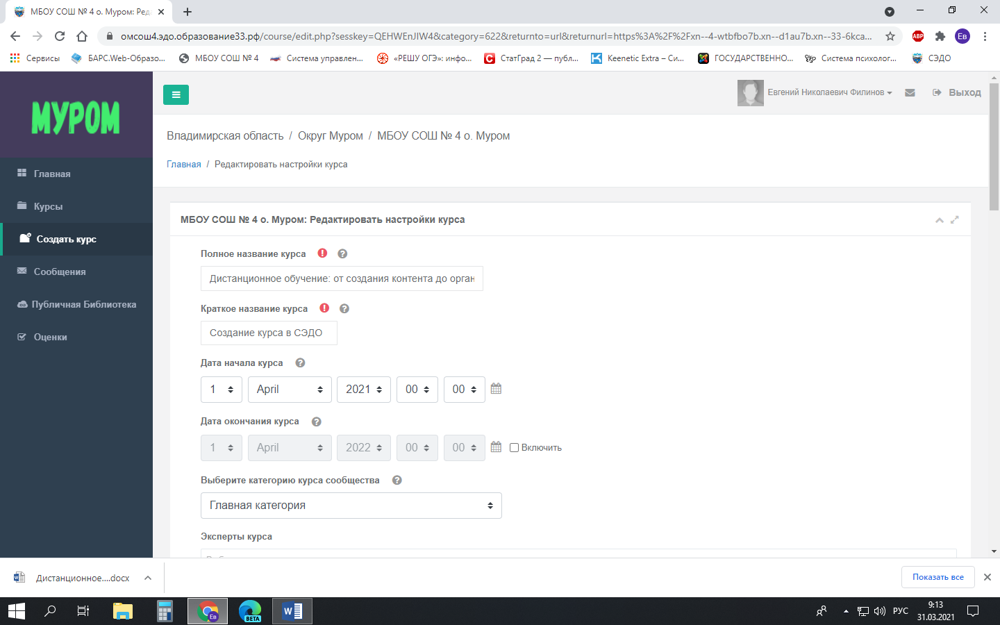 МБОУ СОШ № 4 о. Муром: Ред
омсош4.эдо.образование33.рф/course/edit.php?sesskey=QEHWEnJIW4&category=622&returnto=url&returnurl=https%3A%2F%2Fxn--4-wtbfbo7b.xn--d1au7b.xn--33-6kca...
ABP
Ев
Сервисы
БАРС.Web-Образо...
МБОУ СОШ № 4
Система управлен...
«РЕШУ ОГЭ»: инфо...
СтатГрад 2 — публ...
Keenetic Extra – Си...
ГОСУДАРСТВЕННО...
Система психолог...
СЭДО
МУРОМ
Евгений Николаевич Филинов
Выход
Владимирская область / Округ Муром / МБОУ СОШ № 4 о. Муром
Главная / Редактировать настройки курса
Главная
Курсы
Создать курс
Сообщения
Публичная Библиотека
Оценки
МБОУ СОШ № 4 о. Муром: Редактировать настройки курса
Полное название курса
Дистанционное обучение: от создания контента до орган
Краткое название курса
Создание курса в СЭДО
Дата начала курса
1 April 2021 00 00
Дата окончания курса
1 April 2022 00 00 Включить
Выберите категорию курса сообщества
Главная категория
Эксперты курса
Дистанционное....docx
Показать все
Ев
BETA
РУС
9:13
31.03.2021